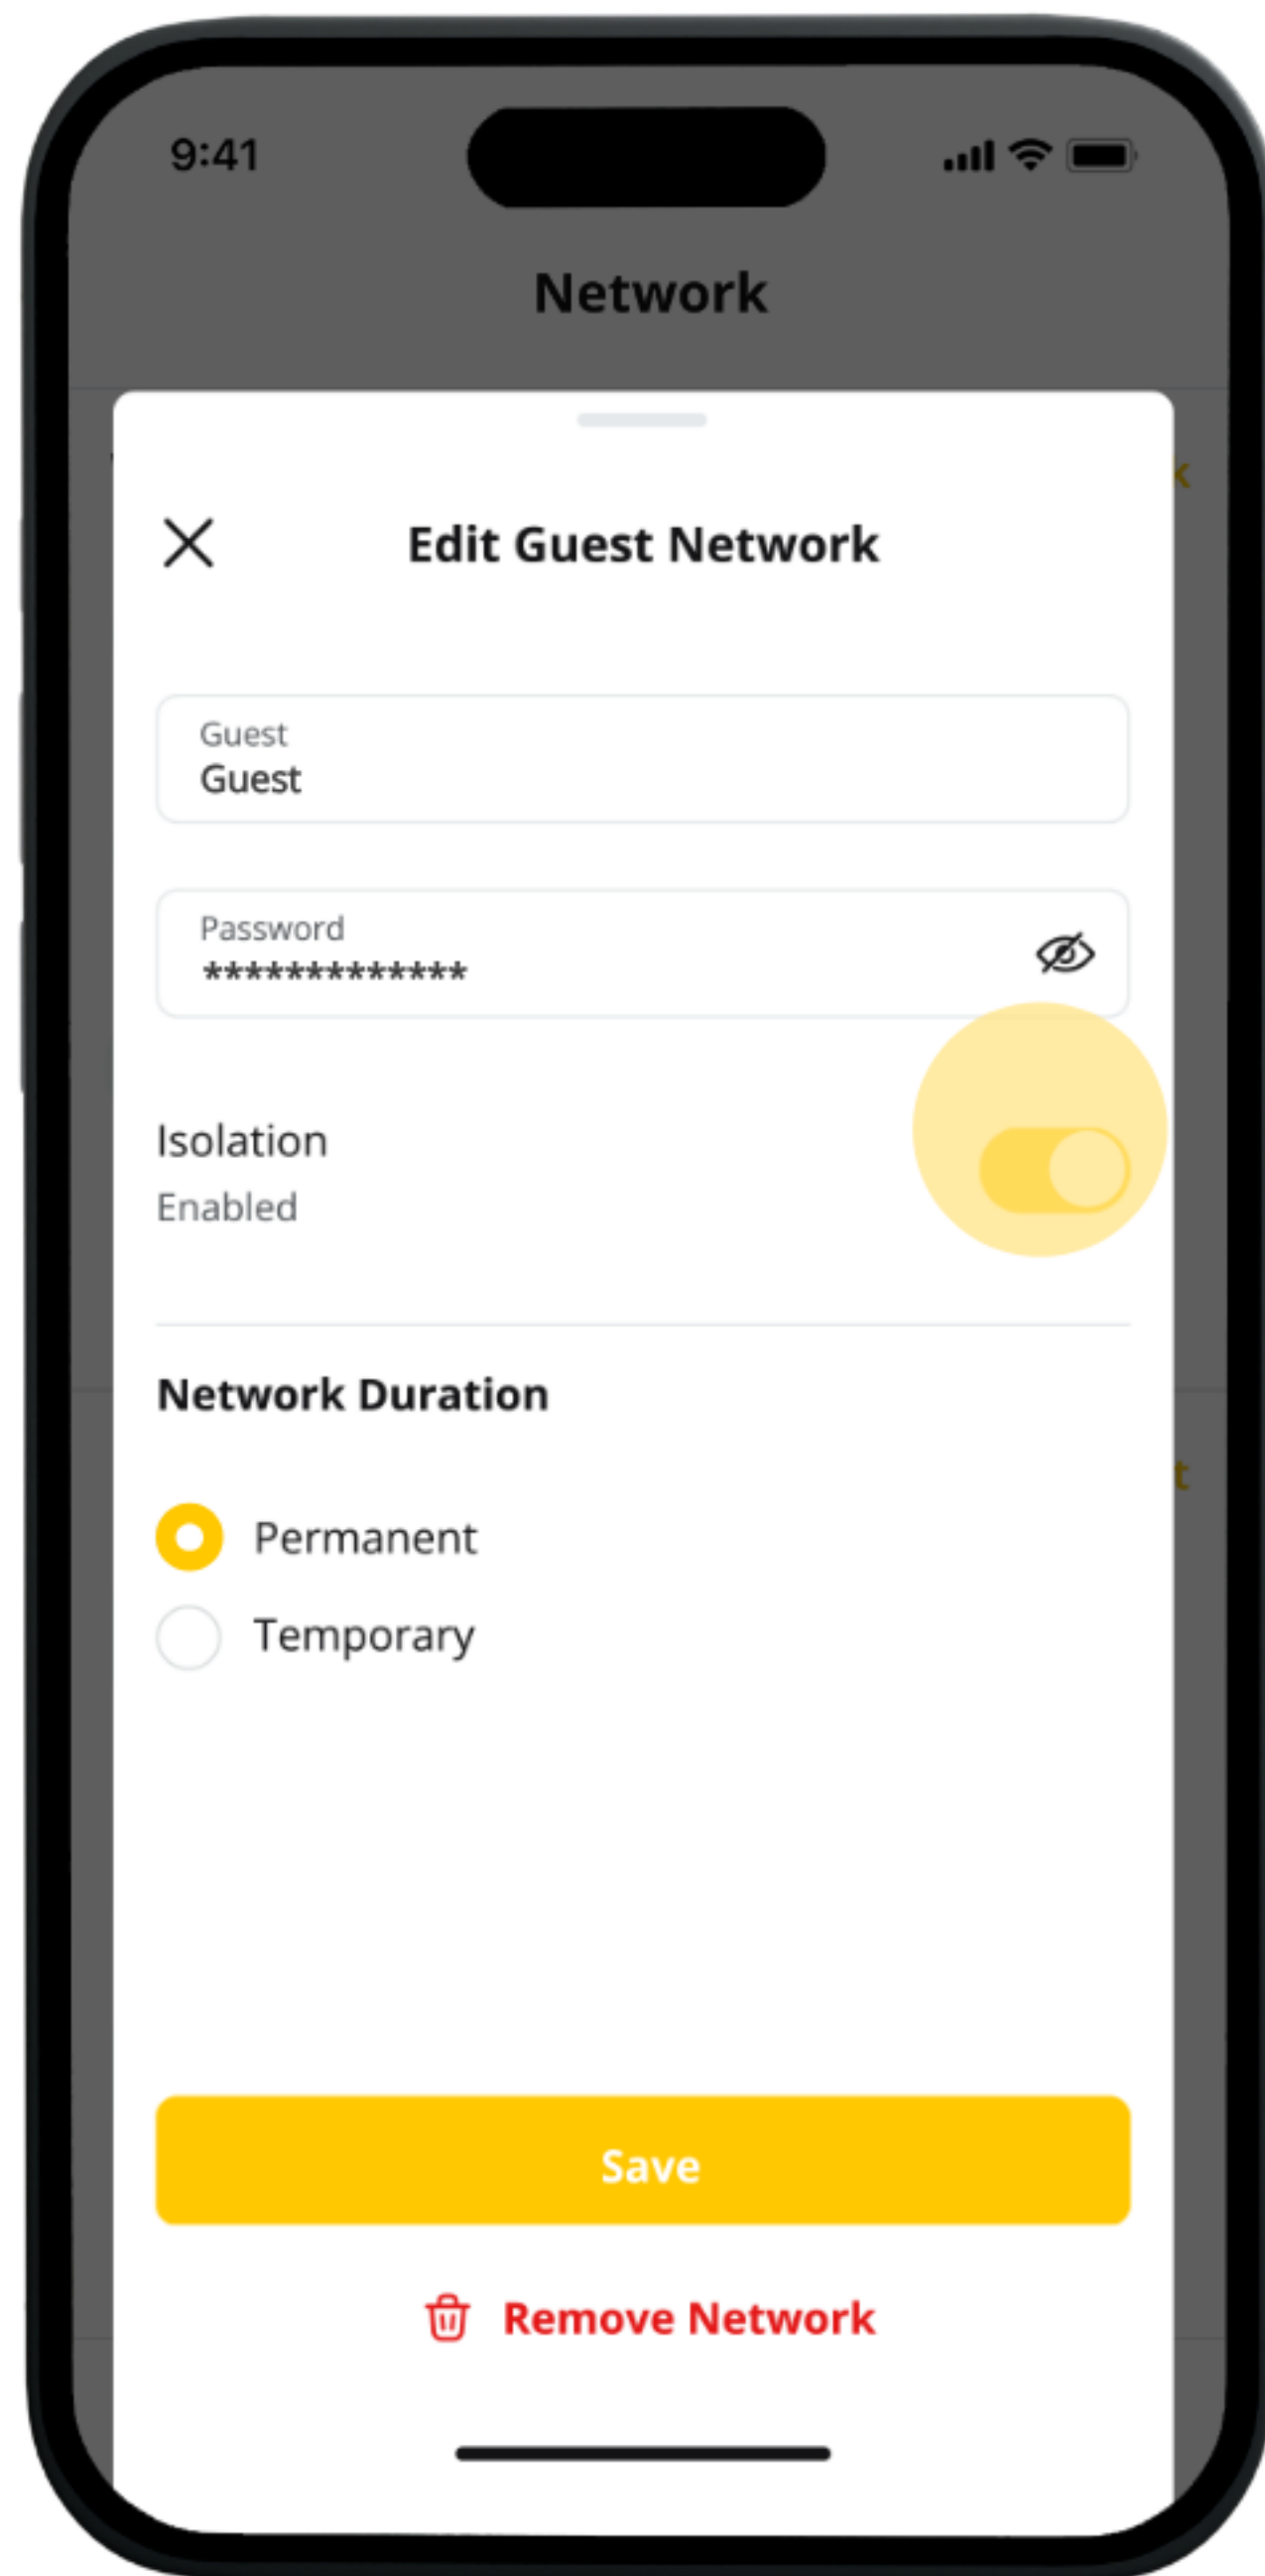 9:41
Network
k
Edit Guest Network
Guest
Guest
Password
*************
Isolation
Enabled
Network Duration
t
Permanent
Temporary
Save
Remove Network